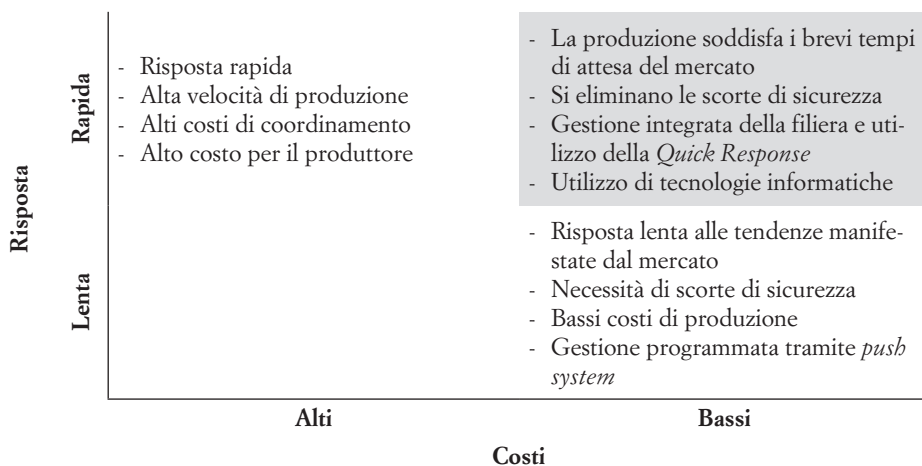 Risposta
Rapida
- Risposta rapida
- Alta velocità di produzione
- Alti costi di coordinamento
- Alto costo per il produttore
- La produzione soddisfa i brevi tempi
di attesa del mercato
- Si eliminano le scorte di sicurezza
- Gestione integrata della filiera e uti-
lizzo della Quick Response
- Utilizzo di tecnologie informatiche
Lenta
- Risposta lenta alle tendenze manife-
state dal mercato
- Necessità di scorte di sicurezza
- Bassi costi di produzione
- Gestione programmata tramite push
system
Alti
Bassi
Costi